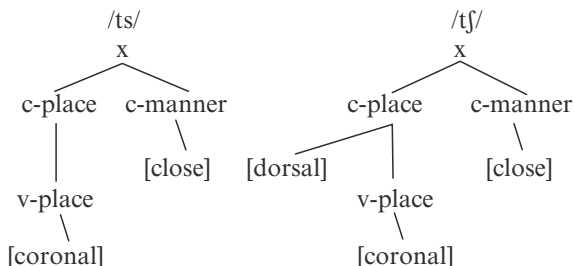 /ts/ /tʃ/
x x
c-place c-manner c-place c-manner
[close] [dorsal] [close]
v-place v-place
[coronal] [coronal]